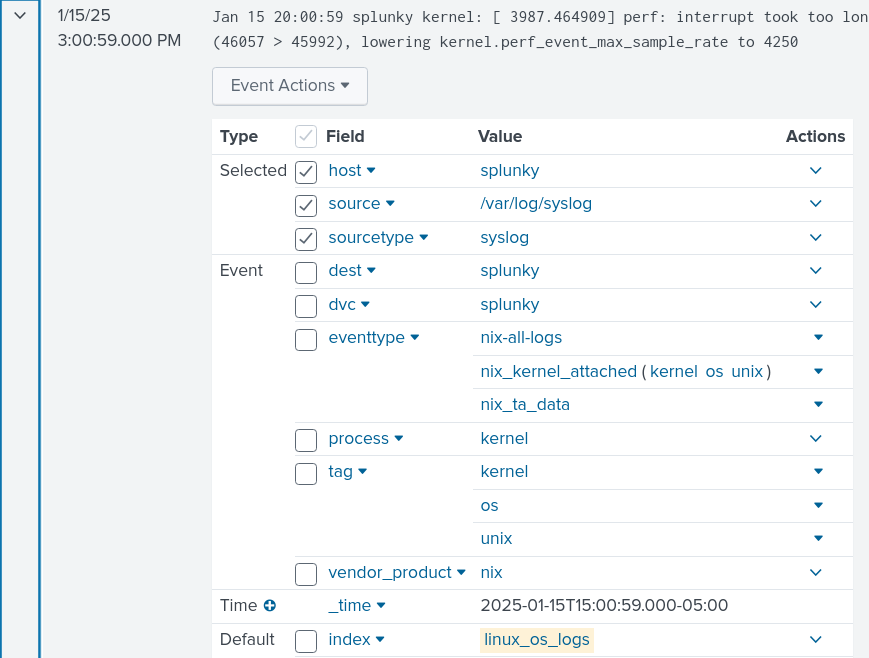 1/15/25 Jan 15 20:00:59 splunky kernel: [ 3987.464909] perf: interrupt took too lon
3:00:59.000 PM (46057 > 45992), lowering kernel.perf_event_max_sample_rate to 4250
Event Actions
Type Field Value Actions
Selected host splunky
source /var/log/syslog
sourcetype syslog
Event dest splunky
dvc splunky
eventtype nix-all-logs
nix_kernel_attached ( kernel os unix )
nix_ta_data
process kernel
tag kernel
os
unix
vendor_product nix
Time _time 2025-01-15T15:00:59.000-05:00
Default index linux_os_logs